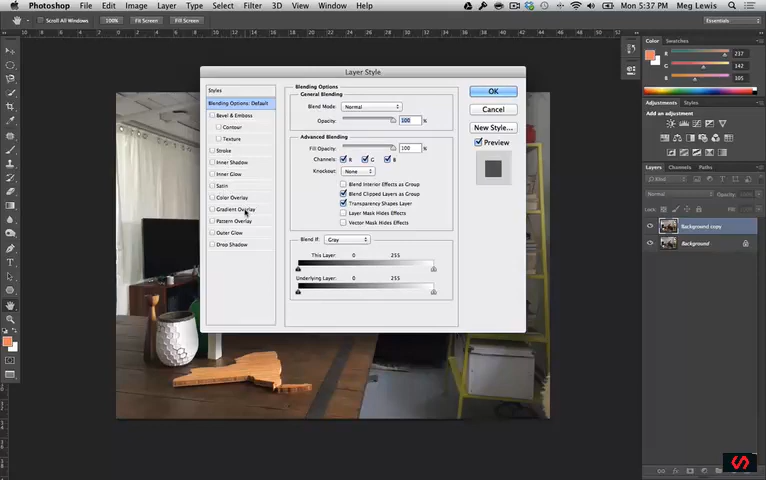 Photoshop File Edit Image Layer Type Select Filter 3D View Window Help
Mon 5:37 PM Meg Lewis
Scroll All Windows 100% Fit Screen Fill Screen Essentials
Layer Style
Styles
Blending Options: Default
Bevel & Emboss
Contour
Texture
Stroke
Inner Shadow
Inner Glow
Satin
Color Overlay
Gradient Overlay
Pattern Overlay
Outer Glow
Drop Shadow
Blending Options
General Blending
Blend Mode: Normal
Opacity: 100 %
Advanced Blending
Fill Opacity: 100 %
Channels: R G B
Knockout: None
Blend Interior Effects as Group
Blend Clipped Layers as Group
Transparency Shapes Layer
Layer Mask Hides Effects
Vector Mask Hides Effects
Blend If: Gray
This Layer: 0 255
Underlying Layer: 0 255
OK
Cancel
New Style...
Preview
Color Swatches
237
142
105
Adjustments Styles
Add an adjustment
Layers Channels Paths
Kind
Normal Opacity:
Lock: Fill:
Background copy
Background